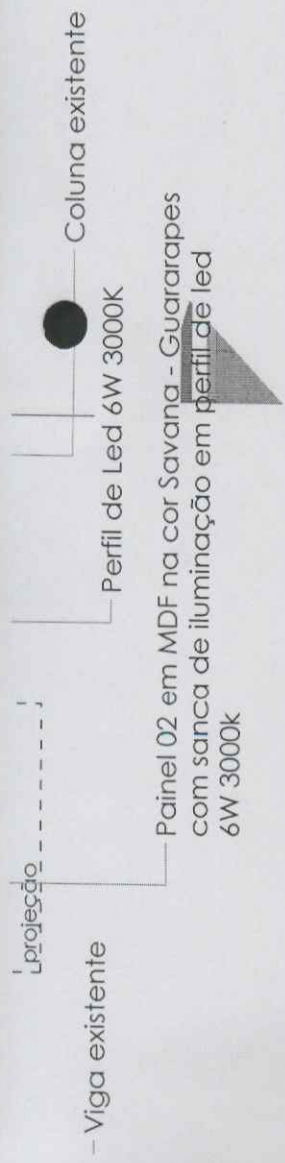 Coluna existente
Perfil de Led 6W 3000K
projeção
Painel 02 em MDF na cor Savana - Guararapes
com sanca de iluminação em perfil de led
6W 3000k
Viga existente